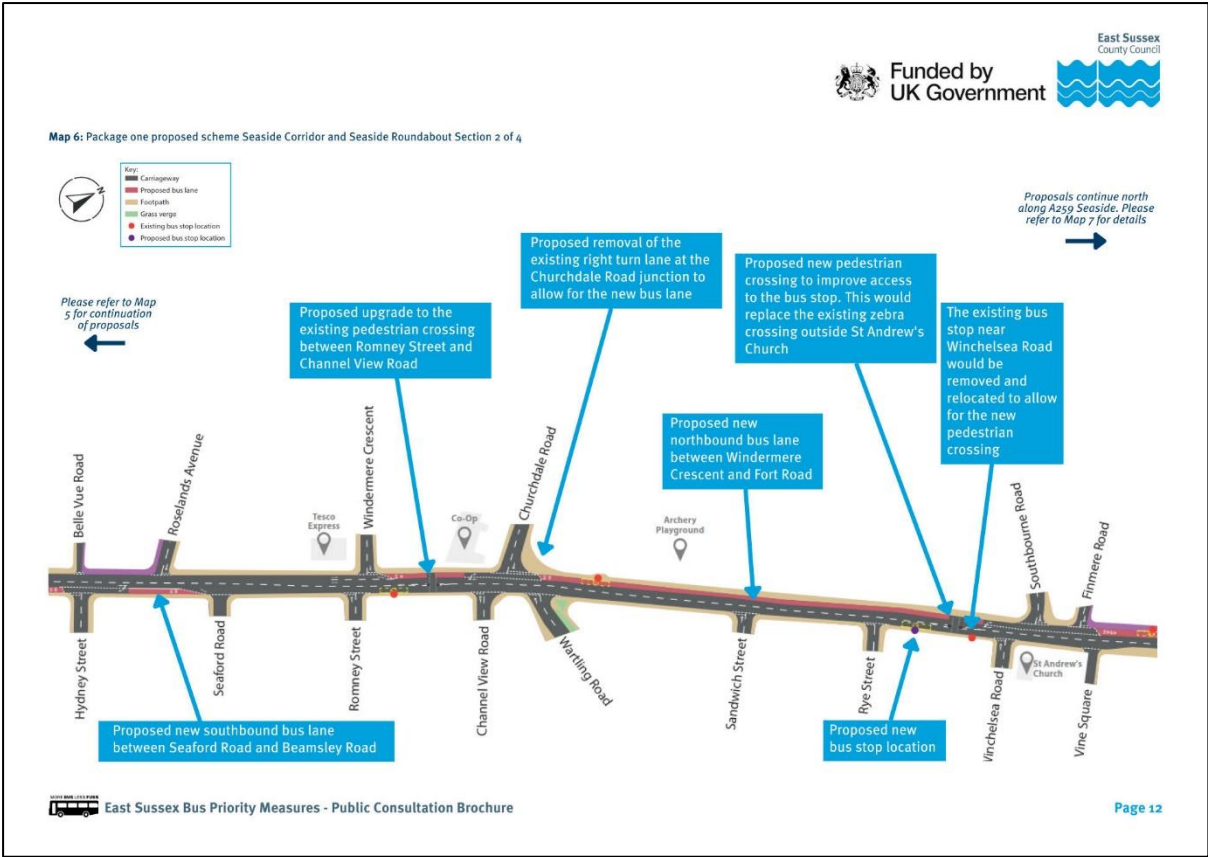 East Sussex
County Council
Funded by
UK Government
Map 6: Package one proposed scheme Seaside Corridor and Seaside Roundabout Section 2 of 4
Key:
Carriageway
Proposed bus lane
Footpath
Grass verge
Existing bus stop location
Proposed bus stop location
N
Proposals continue north
along A259 Seaside. Please
refer to Map 7 for details
Please refer to Map
5 for continuation
of proposals
Proposed upgrade to the
existing pedestrian crossing
between Romney Street and
Channel View Road
Proposed removal of the
existing right turn lane at the
Churchdale Road junction to
allow for the new bus lane
Proposed new pedestrian
crossing to improve access
to the bus stop. This would
replace the existing zebra
crossing outside St Andrew's
Church
The existing bus
stop near
Winchelsea Road
would be
removed and
relocated to allow
for the new
pedestrian
crossing
Proposed new
northbound bus lane
between Windermere
Crescent and Fort Road
Belle Vue Road
Roselands Avenue
Tesco
Express
Windermere Crescent
Co-Op
Churchdale Road
Archery
Playground
Southbourne Road
Finmere Road
Hydney Street
Seaford Road
Romney Street
Channel View Road
Wartling Road
Sandwich Street
Rye Street
Vinchelsea Road
St Andrew's
Church
Vine Square
Proposed new southbound bus lane
between Seaford Road and Beamsley Road
Proposed new
bus stop location
East Sussex Bus Priority Measures - Public Consultation Brochure
Page 12